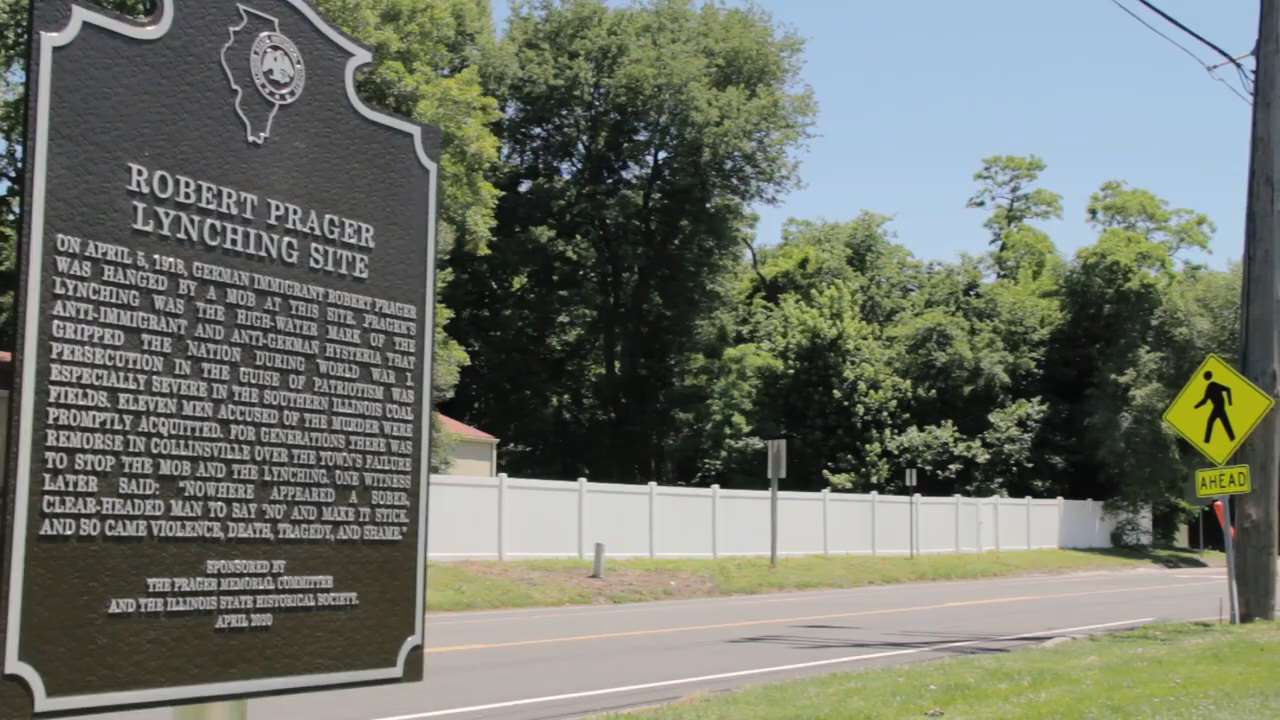 ROBERT PRAGER
LYNCHING SITE
ON APRIL 5, 1918, GERMAN IMMIGRANT ROBERT PRAGER
WAS HANGED BY A MOB AT THIS SITE. PRAGER'S
LYNCHING WAS THE HIGH-WATER MARK OF THE
ANTI-IMMIGRANT AND ANTI-GERMAN HYSTERIA THAT
GRIPPED THE NATION DURING WORLD WAR I.
PERSECUTION IN THE GUISE OF PATRIOTISM WAS
ESPECIALLY SEVERE IN THE SOUTHERN ILLINOIS COAL
FIELDS. ELEVEN MEN ACCUSED OF THE MURDER WERE
PROMPTLY ACQUITTED. FOR GENERATIONS THERE WAS
REMORSE IN COLLINSVILLE OVER THE TOWN'S FAILURE
TO STOP THE MOB AND THE LYNCHING. ONE WITNESS
LATER SAID: "NOWHERE APPEARED A SOBER,
CLEAR-HEADED MAN TO SAY 'NO' AND MAKE IT STICK.
AND SO CAME VIOLENCE, DEATH, TRAGEDY, AND SHAME."
SPONSORED BY
THE PRAGER MEMORIAL COMMITTEE
AND THE ILLINOIS STATE HISTORICAL SOCIETY.
APRIL 2020
AHEAD